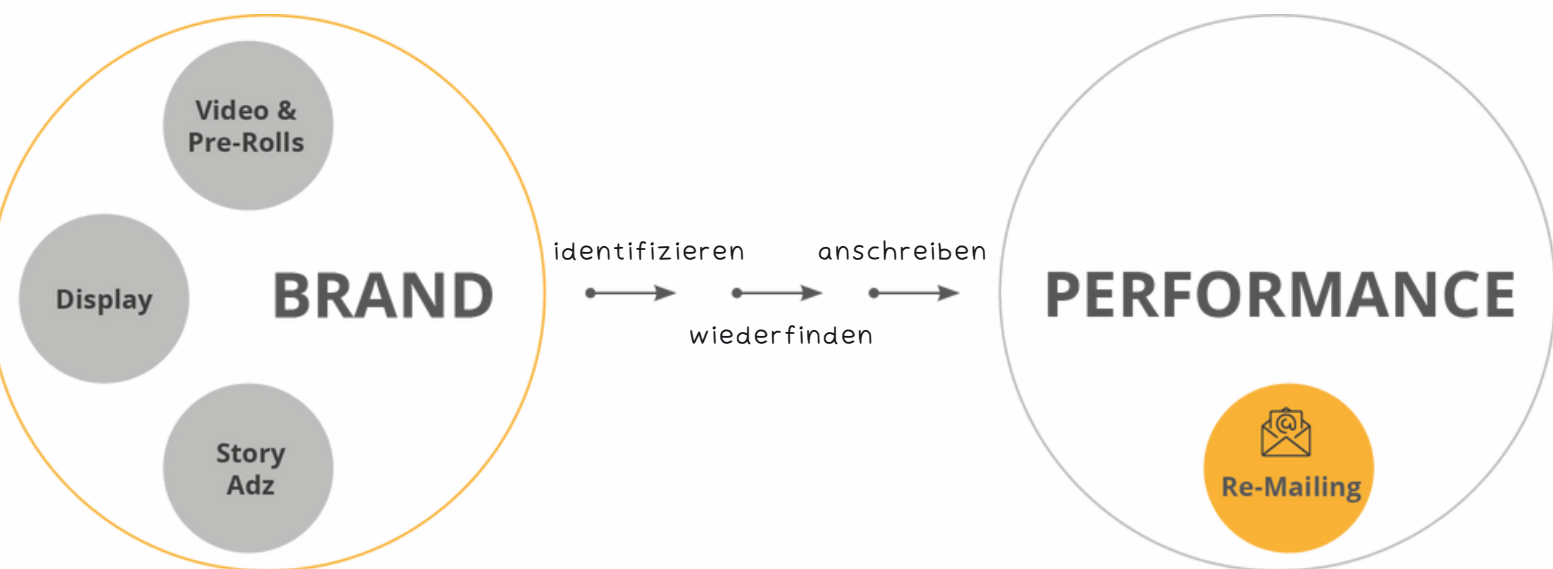 Video &
Pre-Rolls
Display
BRAND
Story
Adz
identifizieren
wiederfinden
anschreiben
PERFORMANCE
@
Re-Mailing